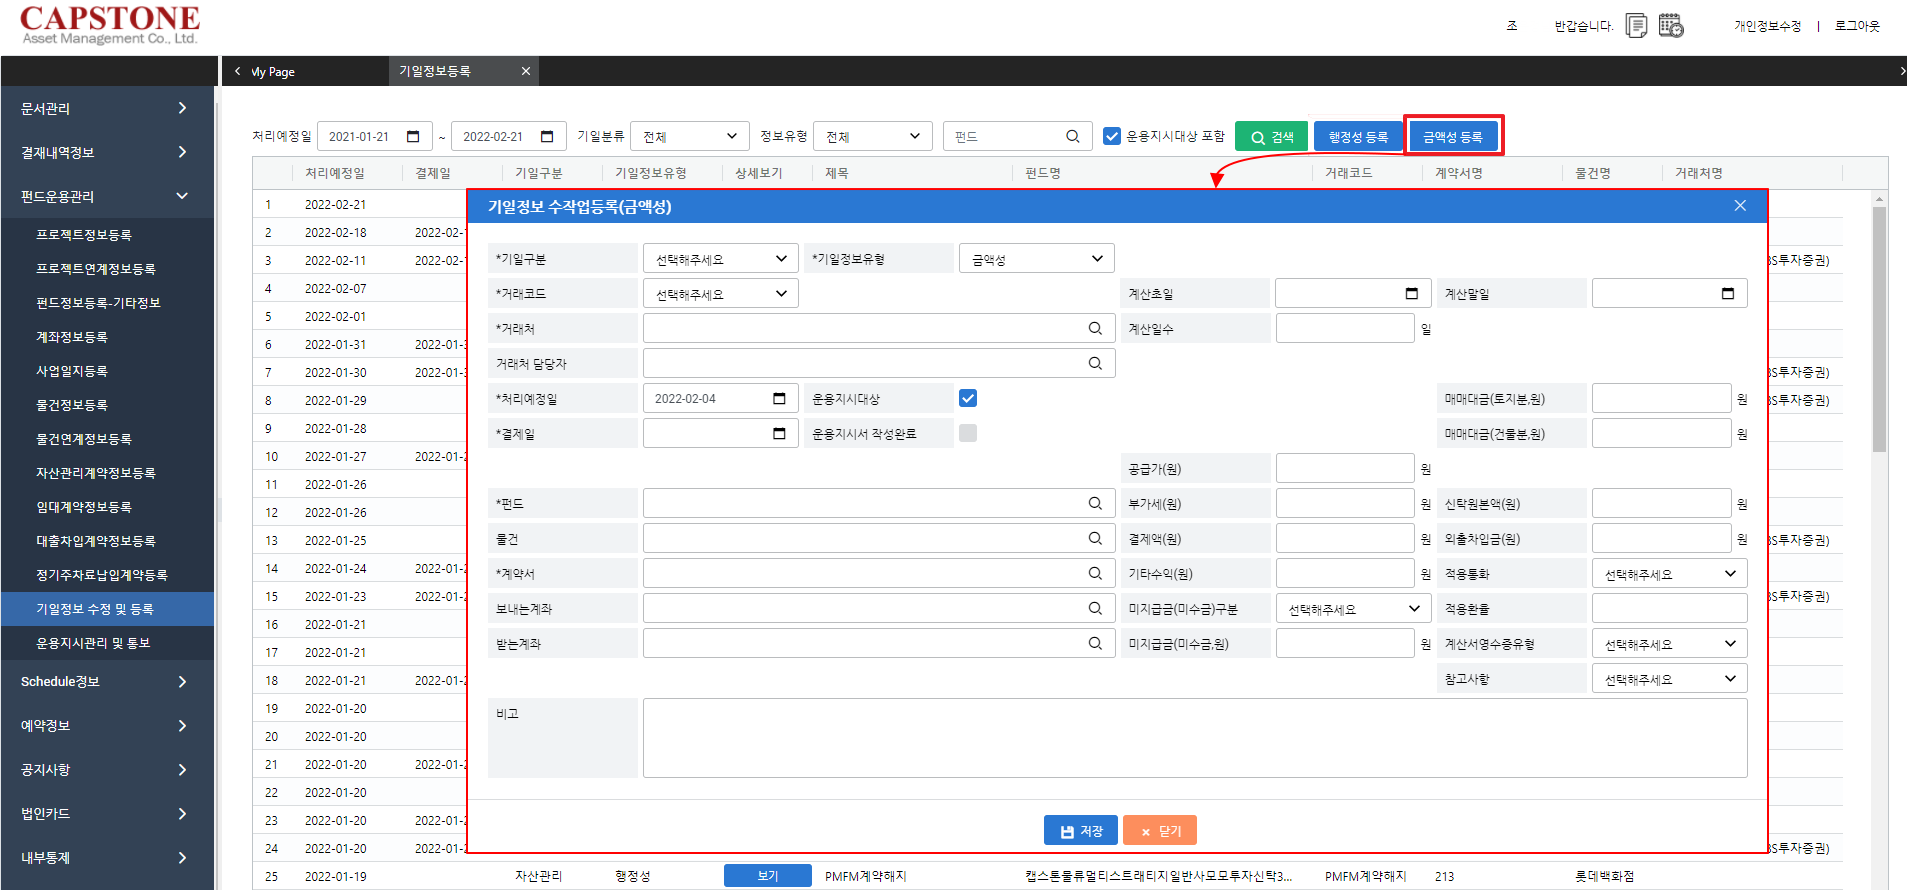 CAPSTONE
Asset Management Co., Ltd.
조 반갑습니다. 개인정보수정 | 로그아웃
My Page 기일정보등록
문서관리
결재내역정보
펀드운용관리
프로젝트정보등록
프로젝트연계정보등록
펀드정보등록-기타정보
계좌정보등록
사업일지등록
물건정보등록
물건연계정보등록
자산관리계약정보등록
임대계약정보등록
대출차입계약정보등록
정기주차료납입계약등록
기일정보 수정 및 등록
운용지시관리 및 통보
Schedule정보
예약정보
공지사항
법인카드
내부통제
처리예정일 2021-01-21 ~ 2022-02-21 기일분류 전체 정보유형 전체 펀드 운용지시대상 포함 검색 행정성 등록 금액성 등록
처리예정일 결제일 기일구분 기일정보유형 상세보기 제목 펀드명 거래코드 계약서명 물건명 거래처명
1 2022-02-21
2 2022-02-18 2022-02-
3 2022-02-11 2022-02- BS투자증권)
4 2022-02-07
5 2022-02-01
6 2022-01-31 2022-01-3
7 2022-01-30 2022-01-3 BS투자증권)
8 2022-01-29 BS투자증권)
9 2022-01-28
10 2022-01-27 2022-01-2
11 2022-01-26
12 2022-01-26
13 2022-01-25 BS투자증권)
14 2022-01-24 2022-01-2
15 2022-01-23 2022-01-2 BS투자증권)
16 2022-01-21
17 2022-01-21
18 2022-01-21 2022-01-2
19 2022-01-20
20 2022-01-20
21 2022-01-20 2022-01-2
22 2022-01-20
23 2022-01-20 2022-01-2
24 2022-01-20 2022-01-2 BS투자증권)
25 2022-01-19 자산관리 행정성 보기 PMFM계약해지 캡스톤물류멀티스트래티지일반사모투자신탁3... PMFM계약해지 213 롯데백화점
기일정보 수작업등록(금액성)
*기일구분 선택해주세요 *기일정보유형 금액성
*거래코드 선택해주세요 계산초일 계산말일
*거래처 계산일수 일
거래처 담당자
*처리예정일 2022-02-04 운용지시대상 매매대금(토지분,원) 원
*결제일 운용지시서 작성완료 매매대금(건물분,원) 원
공급가(원) 원
*펀드 부가세(원) 원 신탁원본액(원) 원
물건 결제액(원) 원 외출차입금(원) 원
*계약서 기타수익(원) 원 적용통화 선택해주세요
보내는계좌 미지급금(미수금)구분 선택해주세요 적용환율
받는계좌 미지급금(미수금,원) 원 계산서영수증유형 선택해주세요
참고사항 선택해주세요
비고
저장 닫기